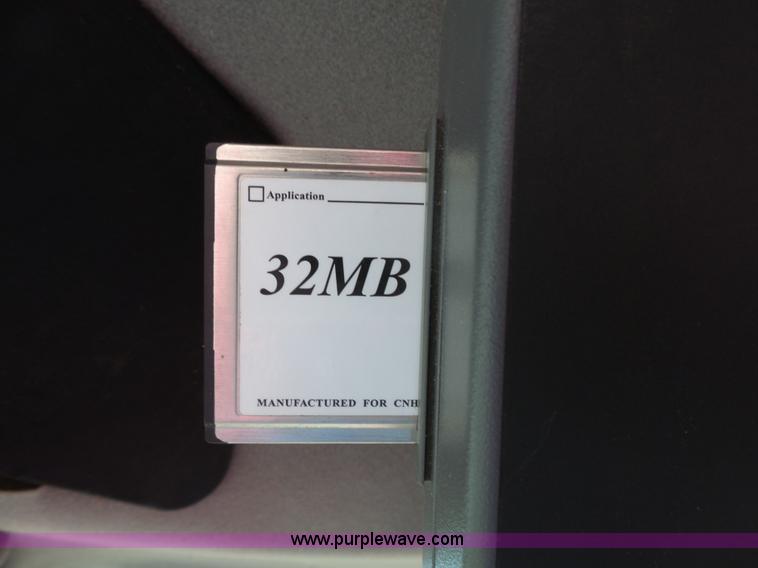 Application
32MB
MANUFACTURED FOR CNH
www.purplewave.com